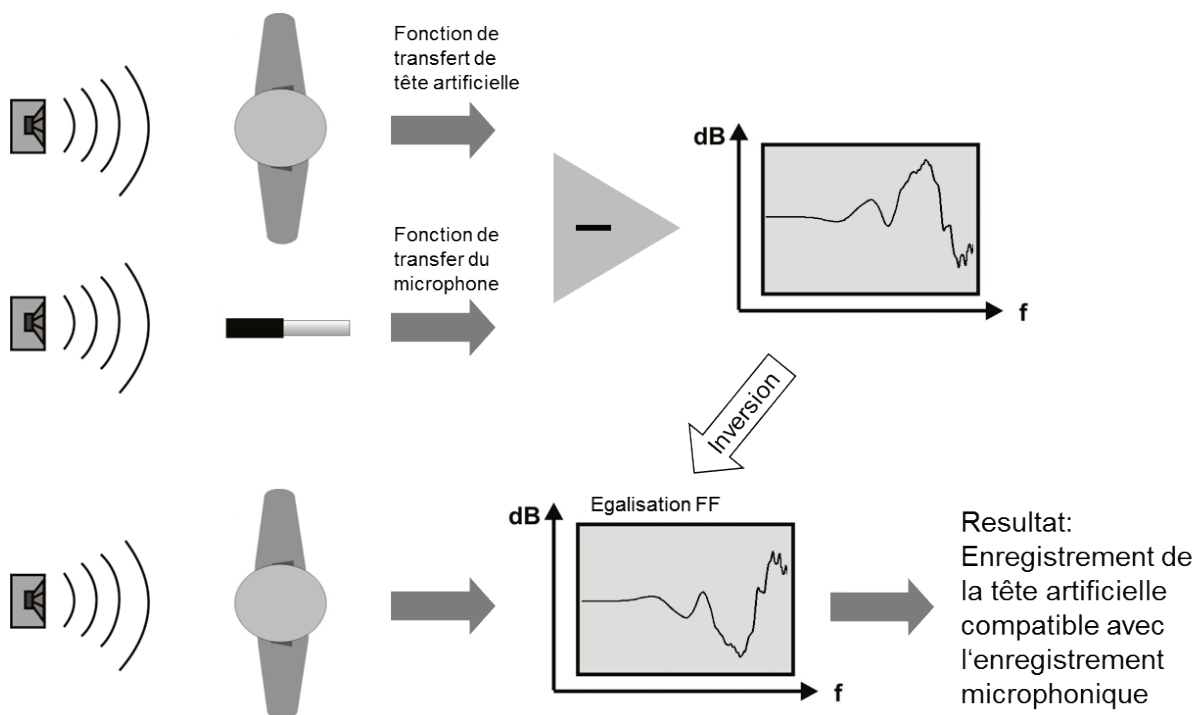 Fonction de
transfert de
tête artificielle
dB
f
Fonction de
transfer du
microphone
Inversion
Egalisation FF
dB
f
Resultat:
Enregistrement de
la tête artificielle
compatible avec
l‘enregistrement
microphonique